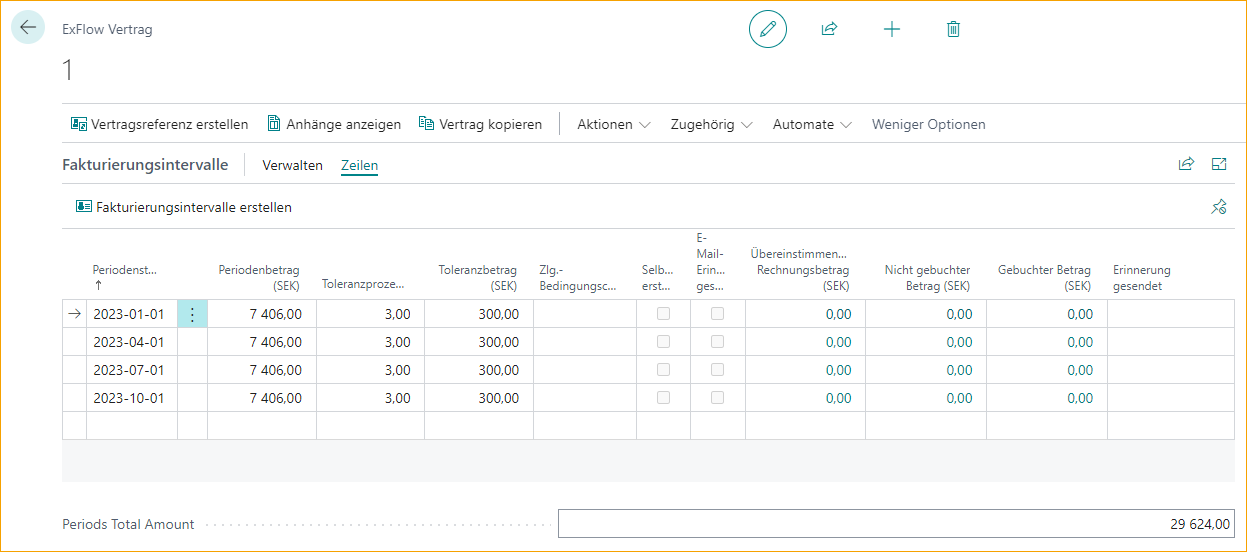 ExFlow Vertrag
1
Vertragsreferenz erstellen Anhänge anzeigen Vertrag kopieren Aktionen Zugehörig Automate Weniger Optionen
Fakturierungsintervalle Verwalten Zeilen
Fakturierungsintervalle erstellen
Periodenst... ↑ Periodenbetrag (SEK) Toleranzproze... Toleranzbetrag (SEK) Zlg.-Bedingungsc... Selb... erst... E-Mail-Erin... ges... Übereinstimmen... Rechnungsbetrag (SEK) Nicht gebuchter Betrag (SEK) Gebuchter Betrag (SEK) Erinnerung gesendet
2023-01-01 7 406,00 3,00 300,00 0,00 0,00 0,00
2023-04-01 7 406,00 3,00 300,00 0,00 0,00 0,00
2023-07-01 7 406,00 3,00 300,00 0,00 0,00 0,00
2023-10-01 7 406,00 3,00 300,00 0,00 0,00 0,00
Periods Total Amount 29 624,00